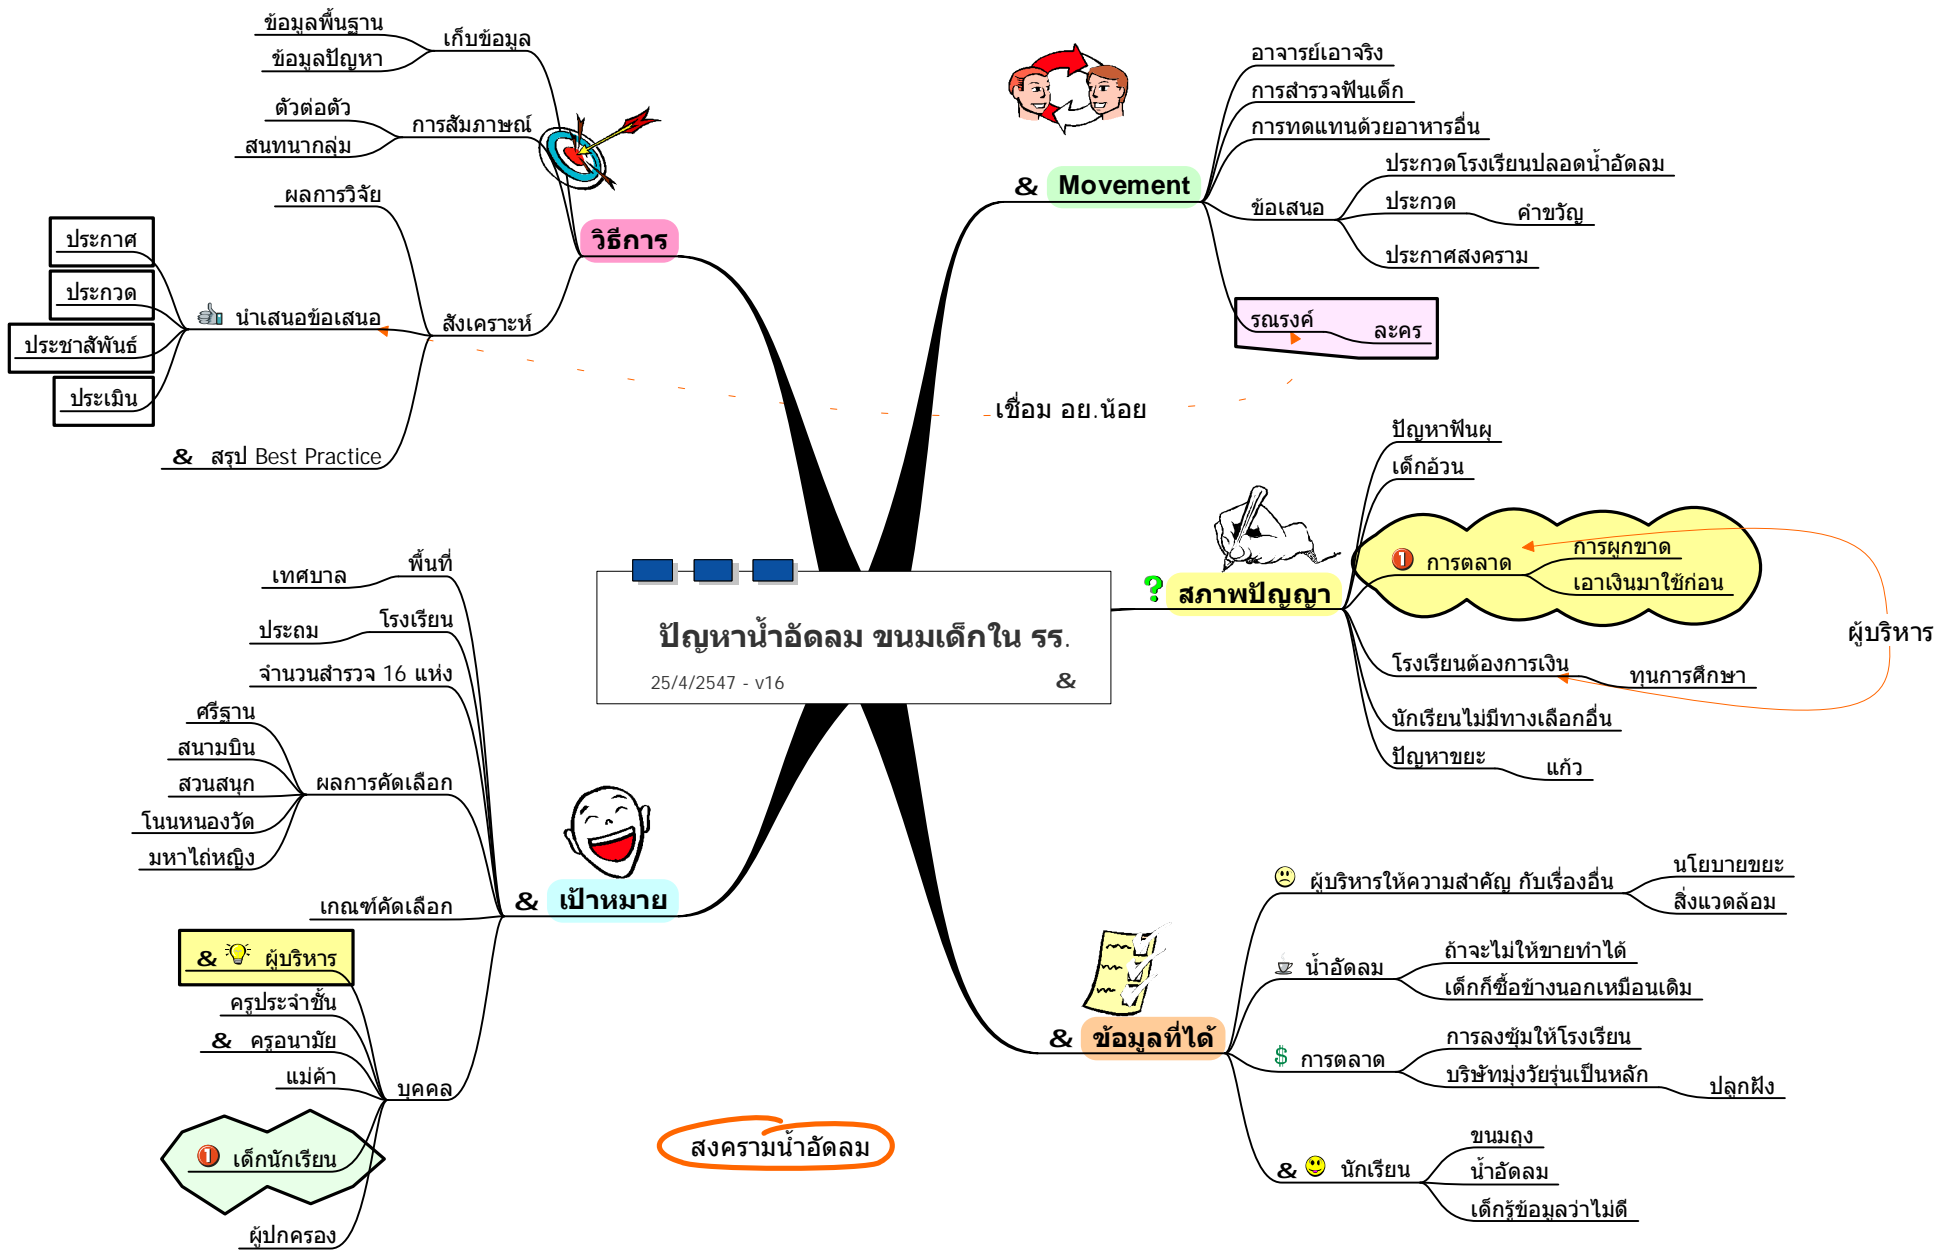 ข้อมูลพื้นฐาน
ข้อมูลปัญหา
เก็บข้อมูล
ตัวต่อตัว
สนทนากลุ่ม
การสัมภาษณ์
ผลการวิจัย
ประกาศ
ประกวด
ประชาสัพันธ์
ประเมิน
นำเสนอข้อเสนอ
สังเคราะห์
& สรุป Best Practice
วิธีการ
& Movement
อาจารย์เอาจริง
การสำรวจฟันเด็ก
การทดแทนด้วยอาหารอื่น
ข้อเสนอ
ประกวดโรงเรียนปลอดน้ำอัดลม
ประกวด
คำขวัญ
ประกาศสงคราม
รณรงค์
ละคร
เชื่อม อย.น้อย
ปัญหาน้ำอัดลม ขนมเด็กใน รร.
25/4/2547 - v16
&
? สภาพปัญญา
ปัญหาฟันผุ
เด็กอ้วน
1 การตลาด
การผูกขาด
เอาเงินมาใช้ก่อน
ผู้บริหาร
โรงเรียนต้องการเงิน
ทุนการศึกษา
นักเรียนไม่มีทางเลือกอื่น
ปัญหาขยะ
แก้ว
พื้นที่
เทศบาล
โรงเรียน
ประถม
จำนวนสำรวจ 16 แห่ง
ศรีฐาน
สนามบิน
สวนสนุก
โนนหนองวัด
มหาไถ่หญิง
ผลการคัดเลือก
เกณฑ์คัดเลือก
& เป้าหมาย
& ผู้บริหาร
ครูประจำชั้น
& ครูอนามัย
แม่ค้า
บุคคล
1 เด็กนักเรียน
ผู้ปกครอง
สงครามน้ำอัดลม
& ข้อมูลที่ได้
ผู้บริหารให้ความสำคัญ กับเรื่องอื่น
นโยบายขยะ
สิ่งแวดล้อม
น้ำอัดลม
ถ้าจะไม่ให้ขายทำได้
เด็กก็ซื้อข้างนอกเหมือนเดิม
$ การตลาด
การลงซุ้มให้โรงเรียน
บริษัทมุ่งวัยรุ่นเป็นหลัก
ปลูกฝัง
& นักเรียน
ขนมถุง
น้ำอัดลม
เด็กรู้ข้อมูลว่าไม่ดี